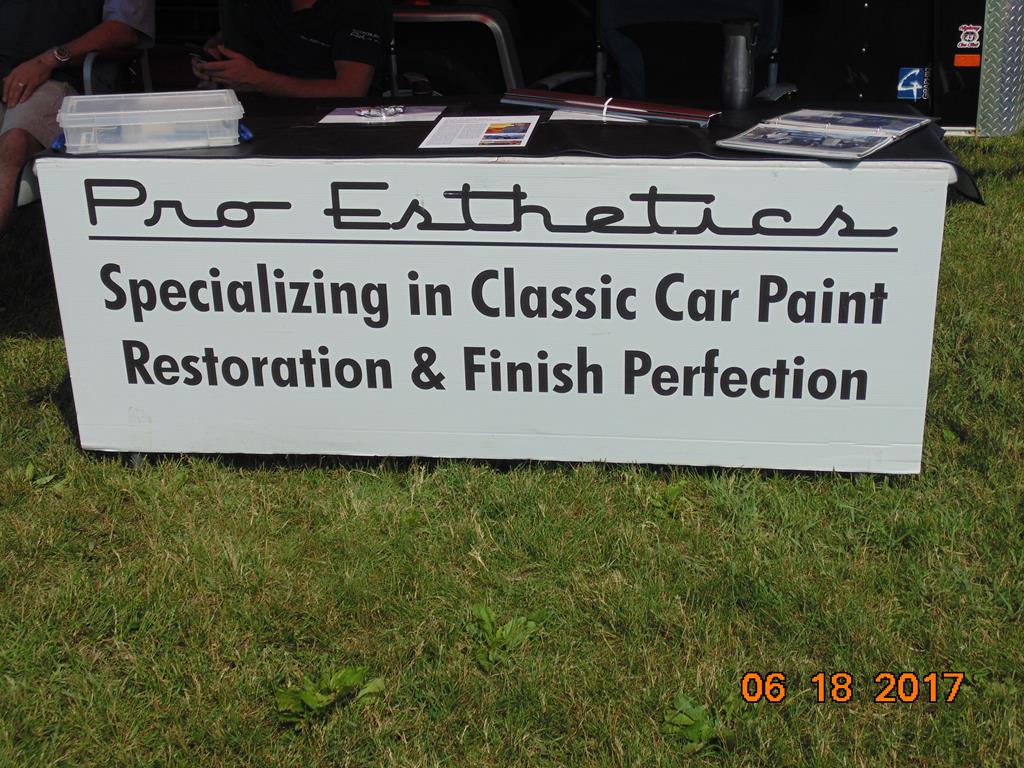 Pro Esthetics
Specializing in Classic Car Paint
Restoration & Finish Perfection
06 18 2017